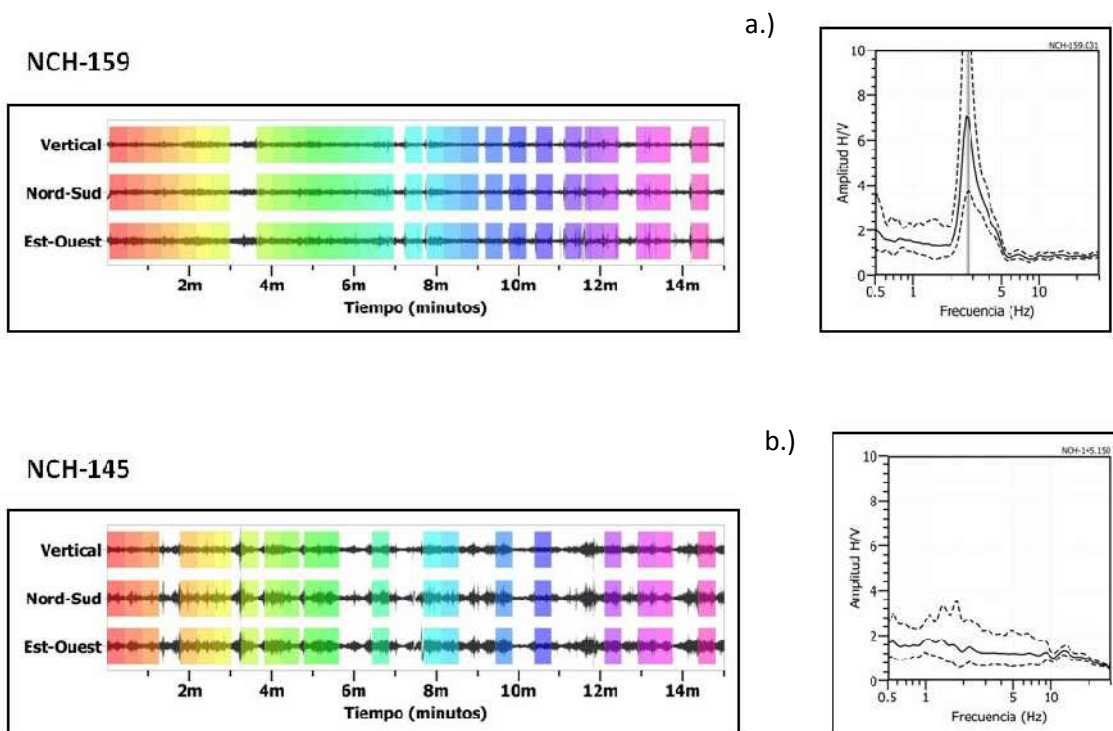 a.)
NCH-159
Vertical
Nord-Sud
Est-Ouest
2m 4m 6m 8m 10m 12m 14m
Tiempo (minutos)
NCH-159.C31
10
8
6
4
2
0
Amplitud H/V
0.5 1 5 10
Frecuencia (Hz)
b.)
NCH-145
Vertical
Nord-Sud
Est-Ouest
2m 4m 6m 8m 10m 12m 14m
Tiempo (minutos)
10
8
6
4
2
0
Amplitud H/V
0.5 1 5 10
Frecuencia (Hz)